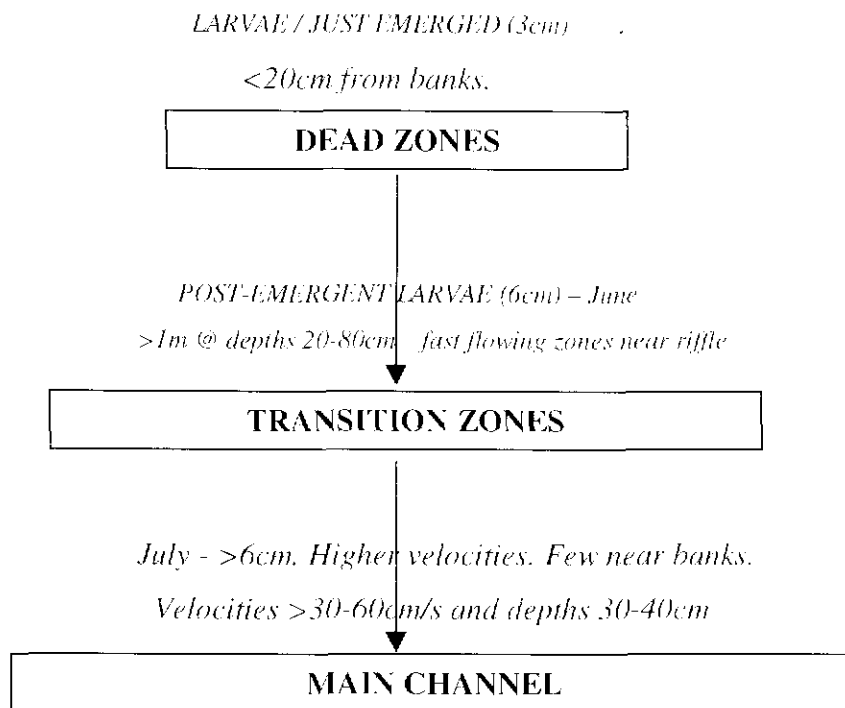 LARVAE / JUST EMERGED (3cm) .
<20cm from banks.
DEAD ZONES
POST-EMERGENT LARVAE (6cm) – June
>1m @ depths 20-80cm fast flowing zones near riffle
TRANSITION ZONES
July - >6cm. Higher velocities. Few near banks.
Velocities >30-60cm/s and depths 30-40cm
MAIN CHANNEL